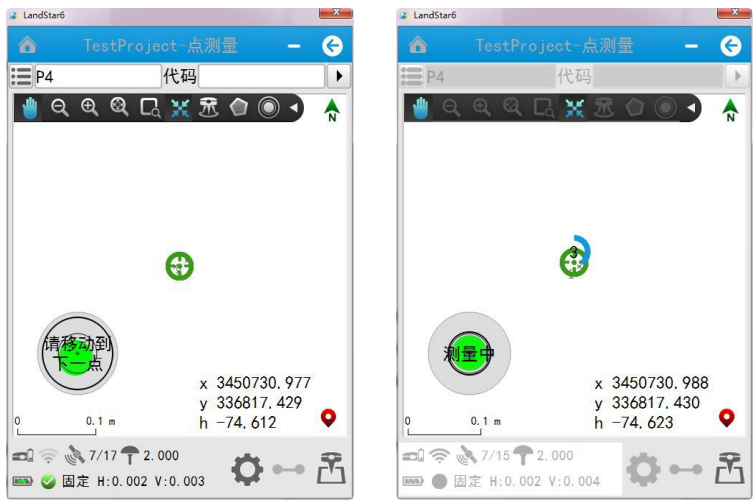 LandStar6
TestProject-点测量
P4
代码
N
请移动到
下一点
x 3450730.977
y 336817.429
h -74.612
0 0.1 m
7/17 2.000
固定 H:0.002 V:0.003
LandStar6
TestProject-点测量
P4
代码
N
3
测量中
x 3450730.988
y 336817.430
h -74.623
0 0.1 m
7/15 2.000
固定 H:0.002 V:0.004